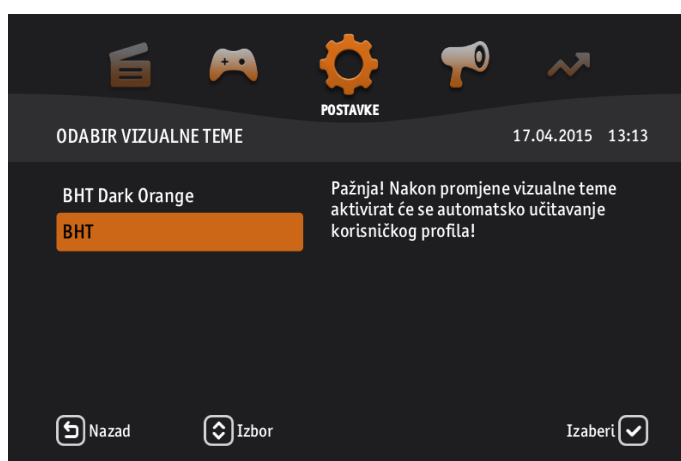 POSTAVKE
ODABIR VIZUALNE TEME
17.04.2015 13:13
BHT Dark Orange
BHT
Pažnja! Nakon promjene vizualne teme
aktivirat će se automatsko učitavanje
korisničkog profila!
Nazad
Izbor
Izaberi